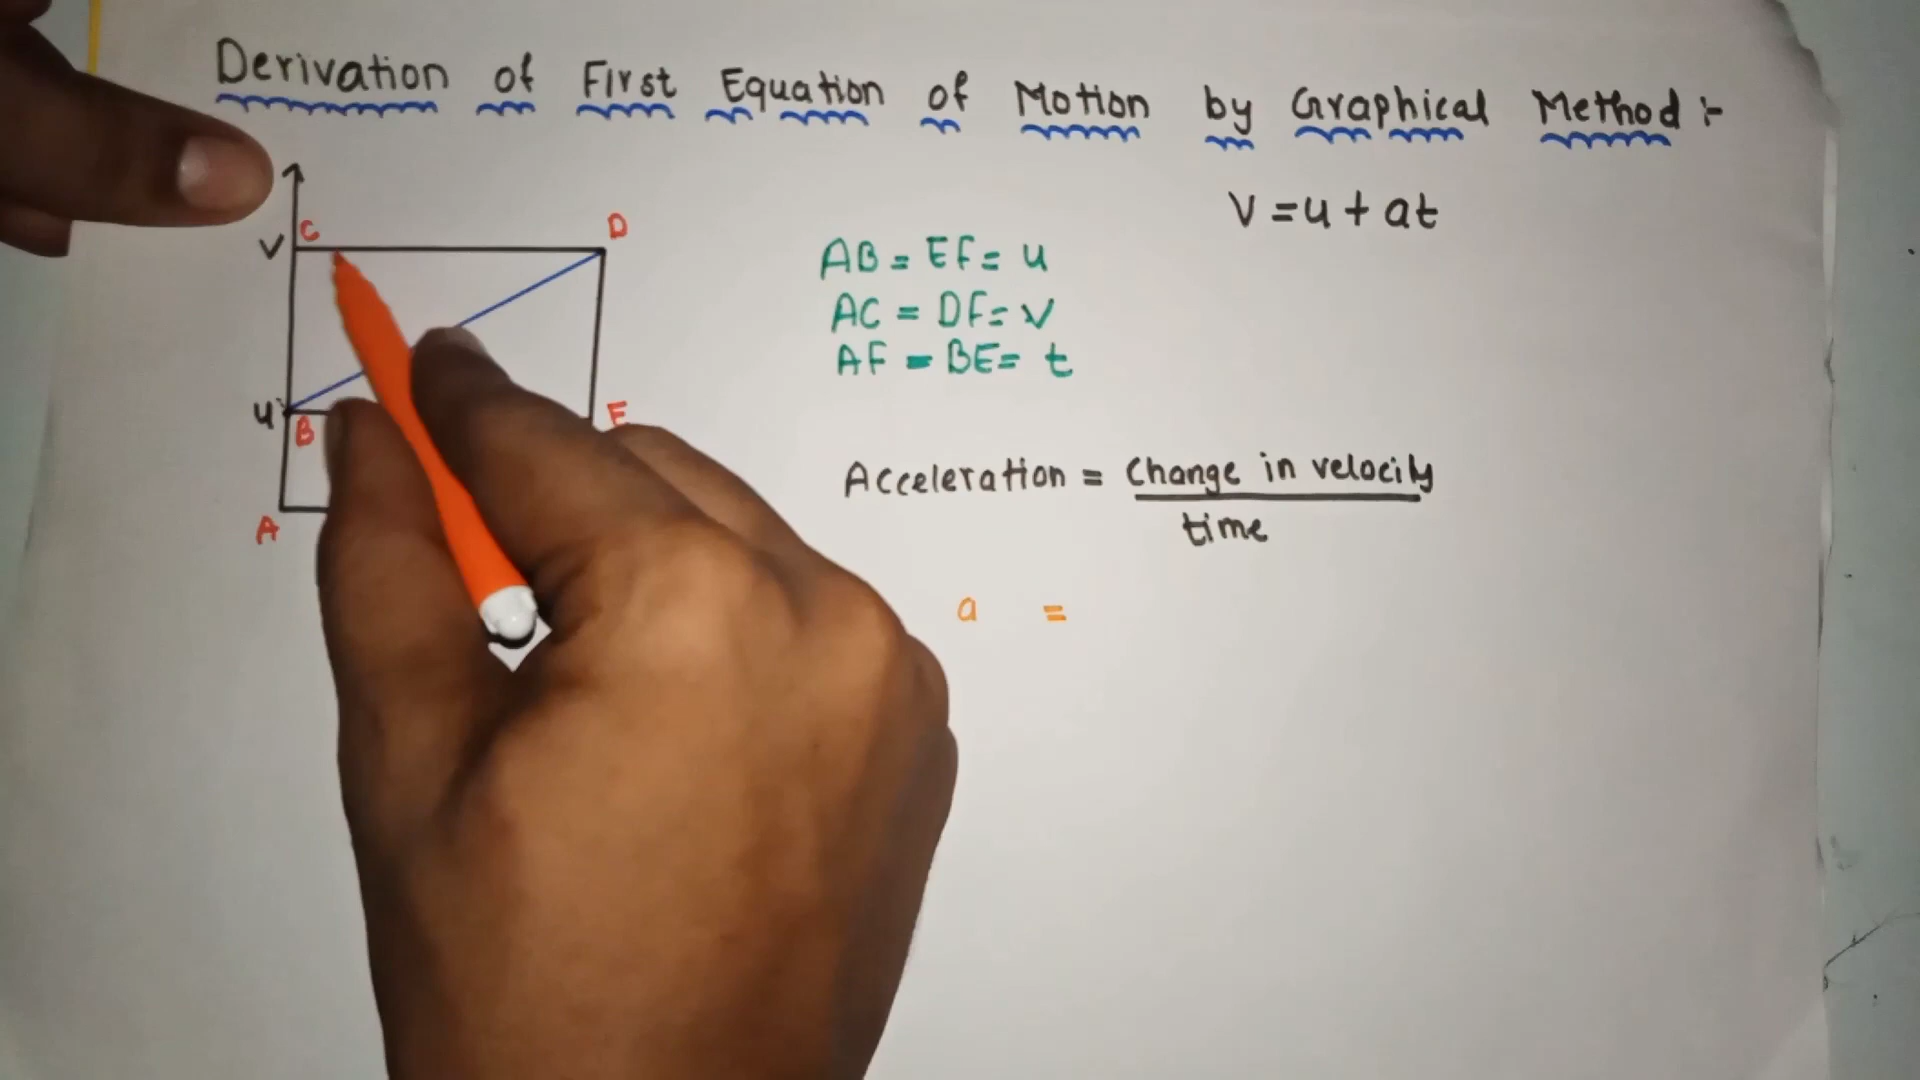 Derivation of First Equation of Motion by Graphical Method :-
V = u + at
C
D
V
AB = EF = u
AC = DF = v
AF = BE = t
u
B
E
Acceleration = Change in velocity
time
A
a =